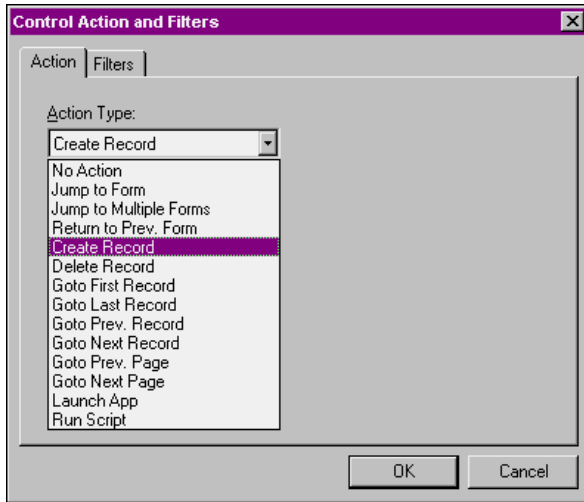 Control Action and Filters
Action Filters
Action Type:
Create Record
No Action
Jump to Form
Jump to Multiple Forms
Return to Prev. Form
Create Record
Delete Record
Goto First Record
Goto Last Record
Goto Prev. Record
Goto Next Record
Goto Prev. Page
Goto Next Page
Launch App
Run Script
OK Cancel